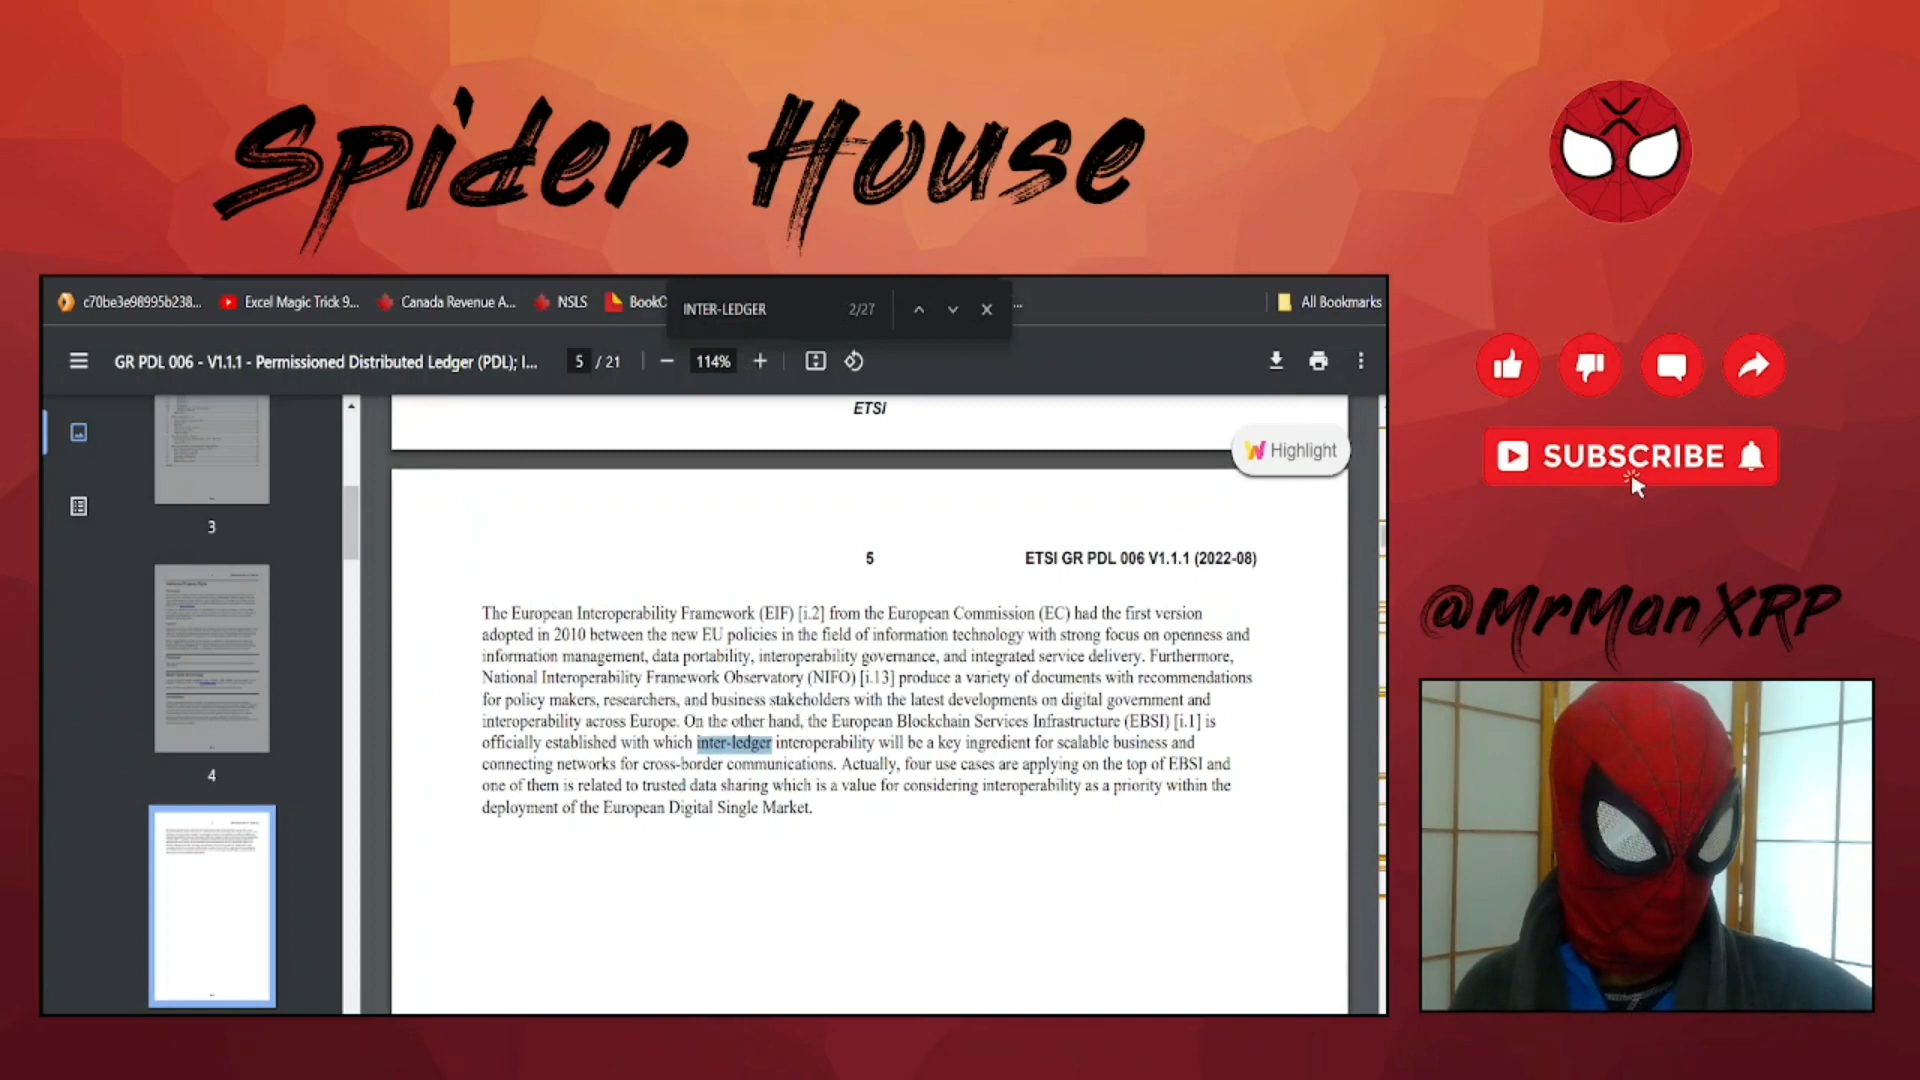 Spider House
c70be3e98995b238...
Excel Magic Trick 9...
Canada Revenue A...
NSLS
BookC
INTER-LEDGER
2/27
...
All Bookmarks
GR PDL 006 - V1.1.1 - Permissioned Distributed Ledger (PDL); I...
5 / 21
114%
ETSI
Highlight
3
4
5 ETSI GR PDL 006 V1.1.1 (2022-08)
The European Interoperability Framework (EIF) [i.2] from the European Commission (EC) had the first version
adopted in 2010 between the new EU policies in the field of information technology with strong focus on openness and
information management, data portability, interoperability governance, and integrated service delivery. Furthermore,
National Interoperability Framework Observatory (NIFO) [i.13] produce a variety of documents with recommendations
for policy makers, researchers, and business stakeholders with the latest developments on digital government and
interoperability across Europe. On the other hand, the European Blockchain Services Infrastructure (EBSI) [i.1] is
officially established with which inter-ledger interoperability will be a key ingredient for scalable business and
connecting networks for cross-border communications. Actually, four use cases are applying on the top of EBSI and
one of them is related to trusted data sharing which is a value for considering interoperability as a priority within the
deployment of the European Digital Single Market.
SUBSCRIBE
@MrManXRP